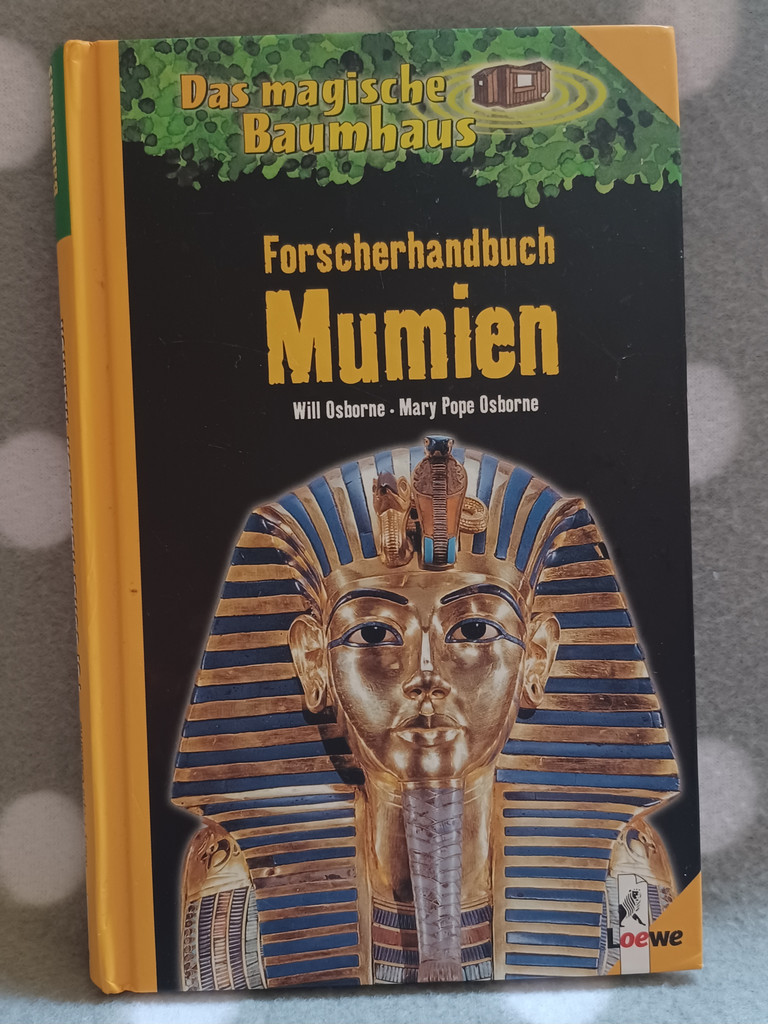 Das magische
Baumhaus
Forscherhandbuch
Mumien
Will Osborne • Mary Pope Osborne
Loewe